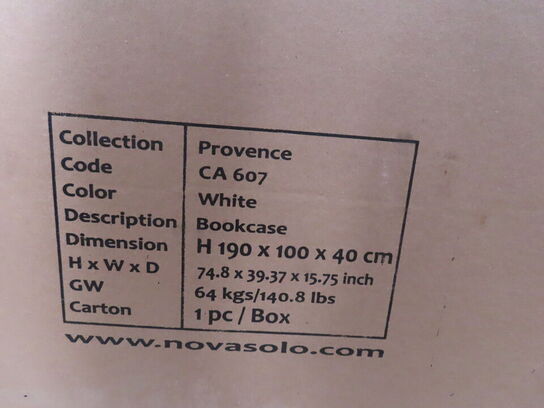 Collection Provence
Code CA 607
Color White
Description Bookcase
Dimension H 190 x 100 x 40 cm
H x W x D 74.8 x 39.37 x 15.75 inch
GW 64 kgs/140.8 lbs
Carton 1 pc / Box
www.novasolo.com